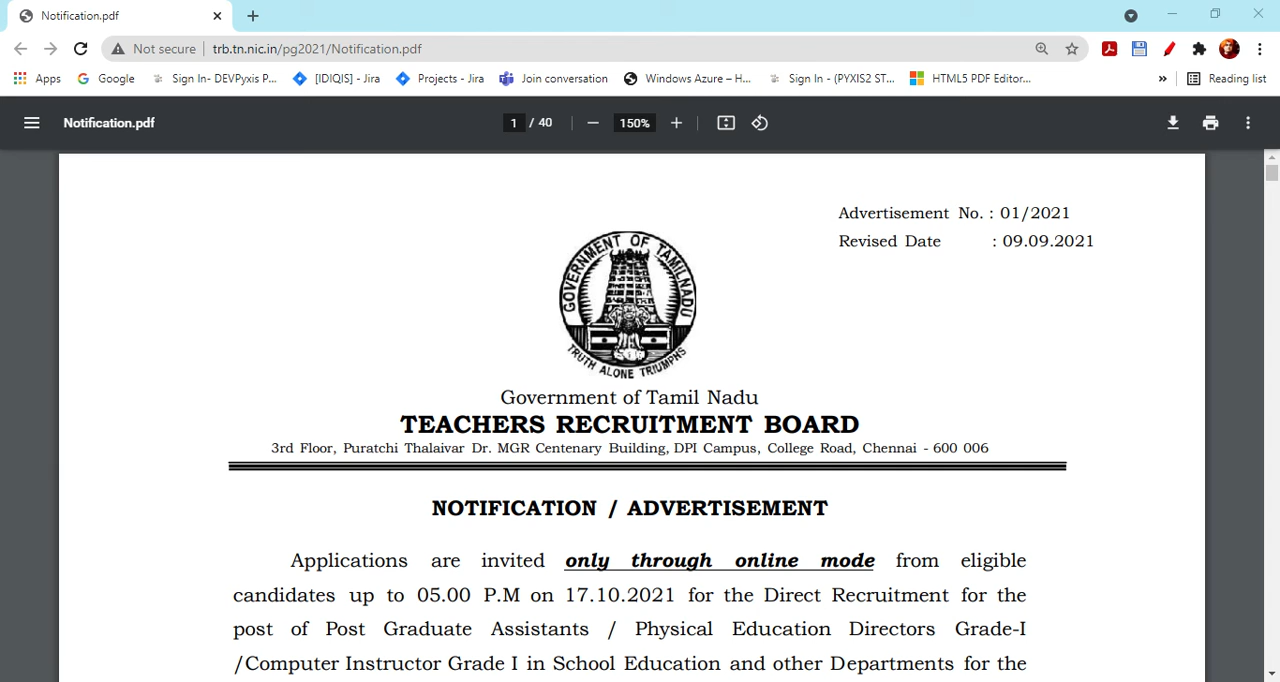 Notification.pdf
Not secure trb.tn.nic.in/pg2021/Notification.pdf
Apps Google Sign In- DEVPyxis P... [IDIQIS] - Jira Projects - Jira Join conversation Windows Azure – H... Sign In - (PYXIS2 ST... HTML5 PDF Editor... » Reading list
Notification.pdf 1 / 40 150%
Advertisement No. : 01/2021
Revised Date : 09.09.2021
GOVERNMENT OF TAMILNADU
TRUTH ALONE TRIUMPHS
Government of Tamil Nadu
TEACHERS RECRUITMENT BOARD
3rd Floor, Puratchi Thalaivar Dr. MGR Centenary Building, DPI Campus, College Road, Chennai - 600 006
NOTIFICATION / ADVERTISEMENT
Applications are invited only through online mode from eligible
candidates up to 05.00 P.M on 17.10.2021 for the Direct Recruitment for the
post of Post Graduate Assistants / Physical Education Directors Grade-I
/Computer Instructor Grade I in School Education and other Departments for the